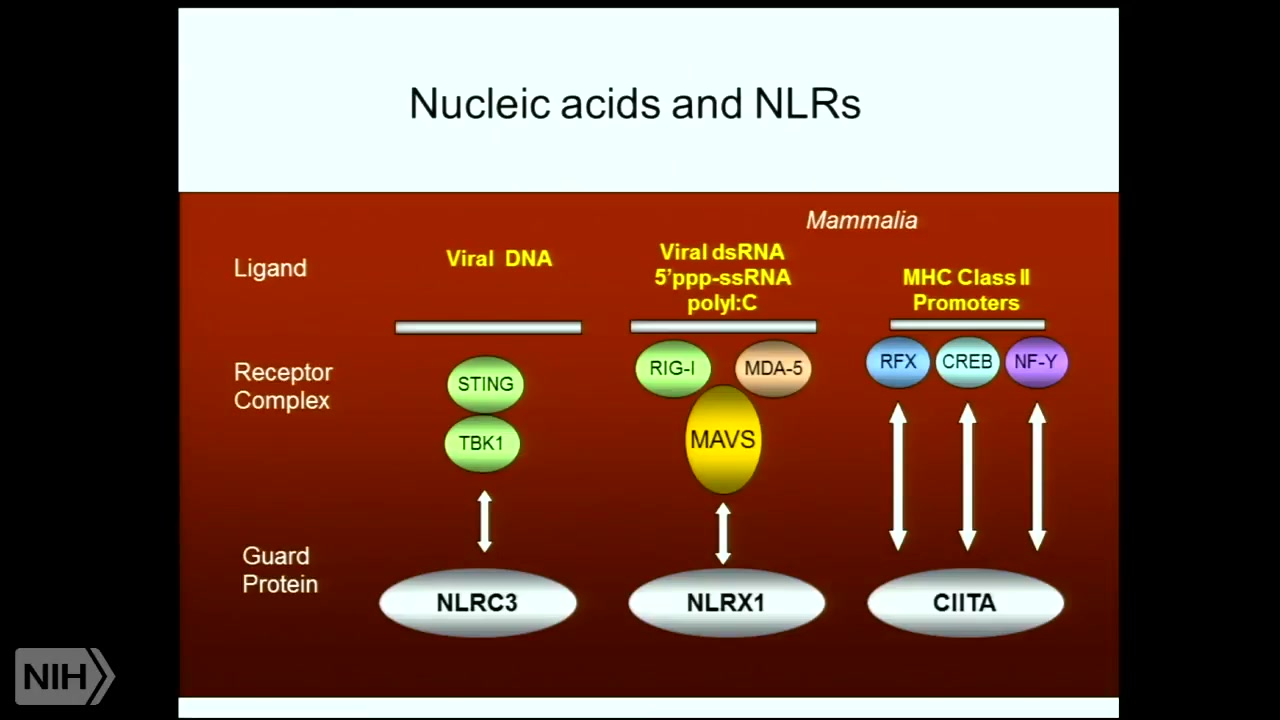 Nucleic acids and NLRs
Mammalia
Ligand
Viral DNA
Viral dsRNA
5’ppp-ssRNA
polyI:C
MHC Class II
Promoters
Receptor
Complex
STING
TBK1
RIG-I
MDA-5
MAVS
RFX
CREB
NF-Y
Guard
Protein
NLRC3
NLRX1
CIITA
NIH